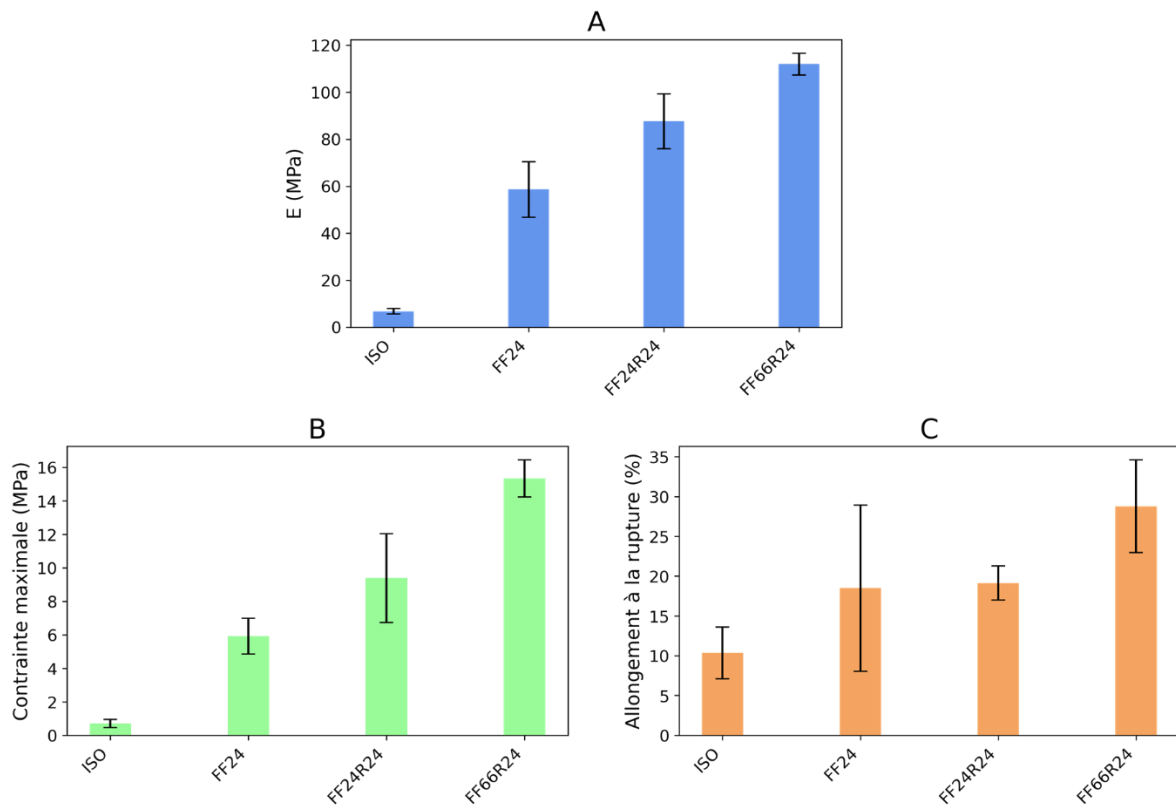 A
E (MPa)
120
100
80
60
40
20
0
ISO
FF24
FF24R24
FF66R24
B
Contrainte maximale (MPa)
16
14
12
10
8
6
4
2
0
ISO
FF24
FF24R24
FF66R24
C
Allongement à la rupture (%)
35
30
25
20
15
10
5
0
ISO
FF24
FF24R24
FF66R24